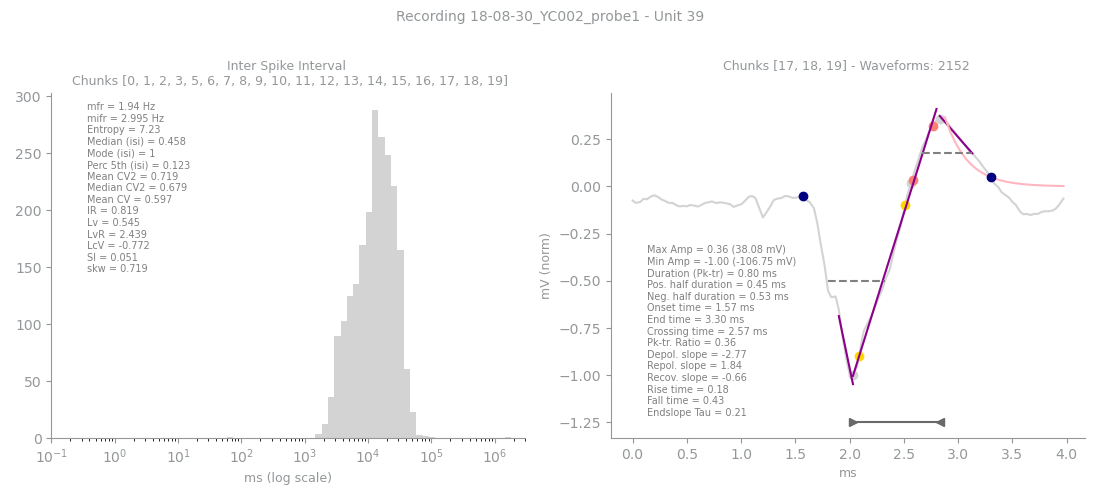 Recording 18-08-30_YC002_probe1 - Unit 39
Inter Spike Interval
Chunks [0, 1, 2, 3, 5, 6, 7, 8, 9, 10, 11, 12, 13, 14, 15, 16, 17, 18, 19]
300
250
200
150
100
50
0
mfr = 1.94 Hz
mifr = 2.995 Hz
Entropy = 7.23
Median (isi) = 0.458
Mode (isi) = 1
Perc 5th (isi) = 0.123
Mean CV2 = 0.719
Median CV2 = 0.679
Mean CV = 0.597
IR = 0.819
Lv = 0.545
LvR = 2.439
LcV = -0.772
SI = 0.051
skw = 0.719
10⁻¹ 10⁰ 10¹ 10² 10³ 10⁴ 10⁵ 10⁶
ms (log scale)
Chunks [17, 18, 19] - Waveforms: 2152
mV (norm)
0.25
0.00
−0.25
−0.50
−0.75
−1.00
−1.25
Max Amp = 0.36 (38.08 mV)
Min Amp = -1.00 (-106.75 mV)
Duration (Pk-tr) = 0.80 ms
Pos. half duration = 0.45 ms
Neg. half duration = 0.53 ms
Onset time = 1.57 ms
End time = 3.30 ms
Crossing time = 2.57 ms
Pk-tr. Ratio = 0.36
Depol. slope = -2.77
Repol. slope = 1.84
Recov. slope = -0.66
Rise time = 0.18
Fall time = 0.43
Endslope Tau = 0.21
0.0 0.5 1.0 1.5 2.0 2.5 3.0 3.5 4.0
ms